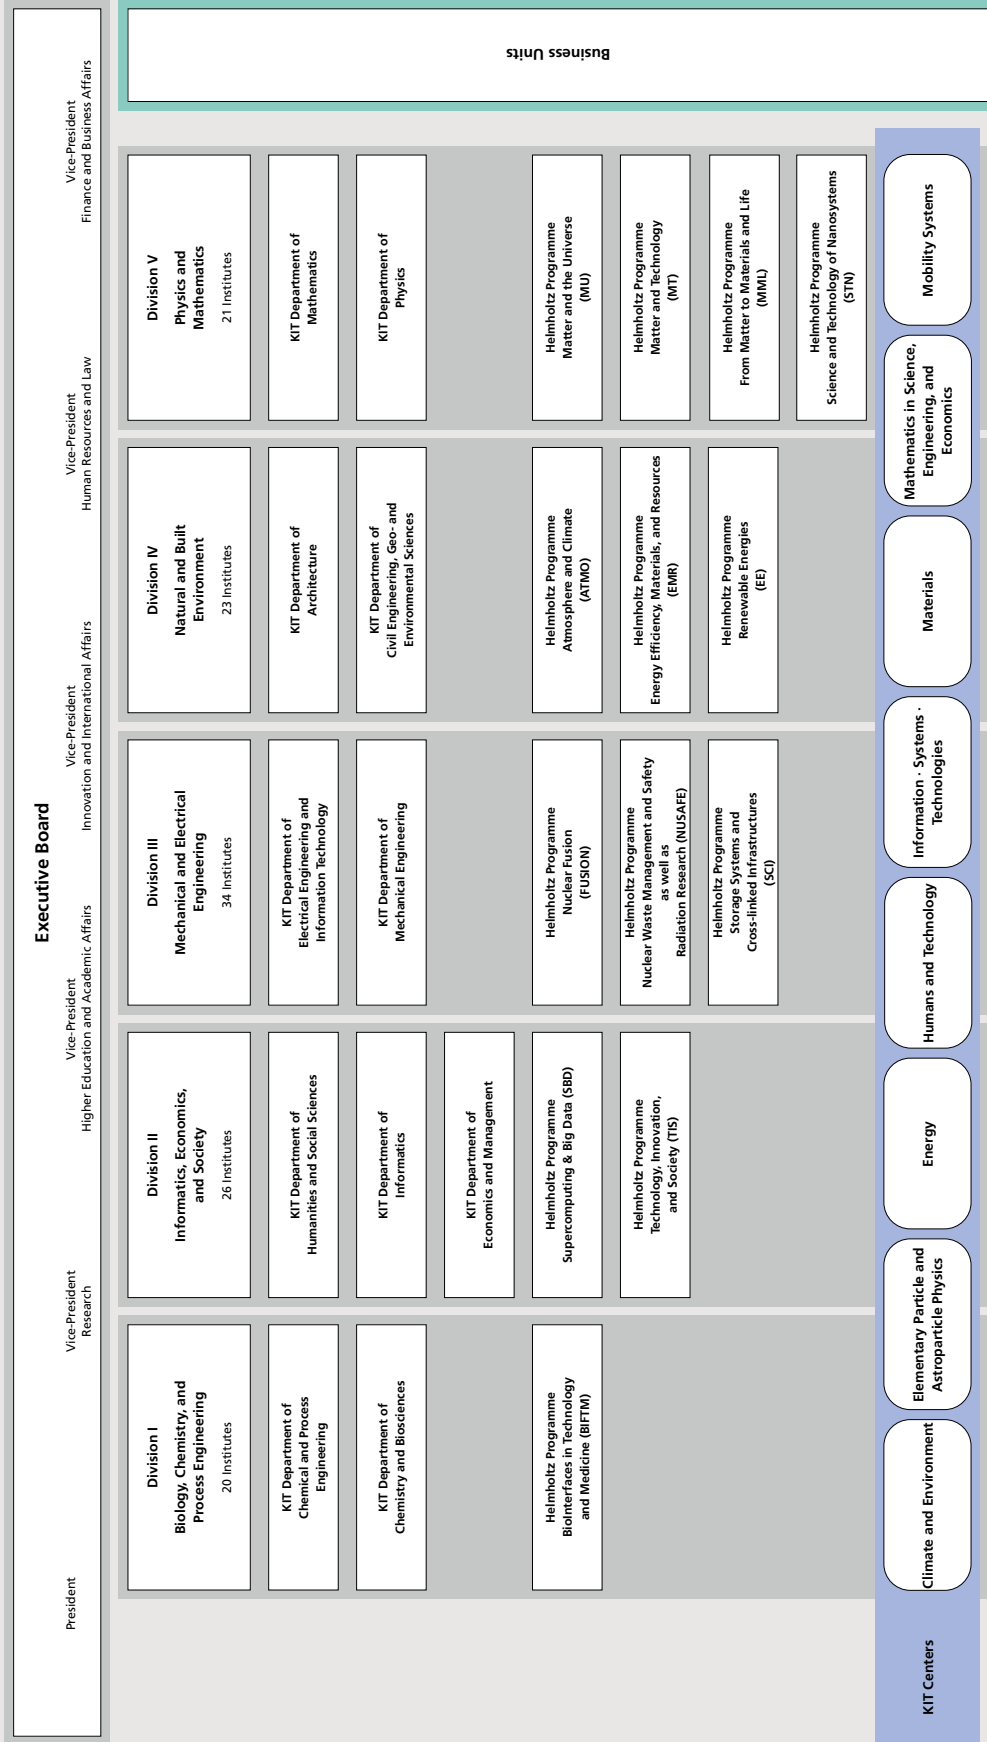 Executive Board
President
Vice-President
Research
Vice-President
Higher Education and Academic Affairs
Vice-President
Innovation and International Affairs
Vice-President
Human Resources and Law
Vice-President
Finance and Business Affairs
Division I
Biology, Chemistry, and
Process Engineering
20 Institutes
KIT Department of
Chemical and Process
Engineering
KIT Department of
Chemistry and Biosciences
Helmholtz Programme
BioInterfaces in Technology
and Medicine (BIFTM)
Division II
Informatics, Economics,
and Society
26 Institutes
KIT Department of
Humanities and Social Sciences
KIT Department of
Informatics
KIT Department of
Economics and Management
Helmholtz Programme
Supercomputing & Big Data (SBD)
Helmholtz Programme
Technology, Innovation,
and Society (TIS)
Division III
Mechanical and Electrical
Engineering
34 Institutes
KIT Department of
Electrical Engineering and
Information Technology
KIT Department of
Mechanical Engineering
Helmholtz Programme
Nuclear Fusion
(FUSION)
Helmholtz Programme
Nuclear Waste Management and Safety
as well as
Radiation Research (NUSAFE)
Helmholtz Programme
Storage Systems and
Cross-linked Infrastructures
(SCI)
Division IV
Natural and Built
Environment
23 Institutes
KIT Department of
Architecture
KIT Department of
Civil Engineering, Geo- and
Environmental Sciences
Helmholtz Programme
Atmosphere and Climate
(ATMO)
Helmholtz Programme
Energy Efficiency, Materials, and Resources
(EMR)
Helmholtz Programme
Renewable Energies
(EE)
Division V
Physics and
Mathematics
21 Institutes
KIT Department of
Mathematics
KIT Department of
Physics
Helmholtz Programme
Matter and the Universe
(MU)
Helmholtz Programme
Matter and Technology
(MT)
Helmholtz Programme
From Matter to Materials and Life
(MML)
Helmholtz Programme
Science and Technology of Nanosystems
(STN)
Business Units
KIT Centers
Climate and Environment
Elementary Particle and
Astroparticle Physics
Energy
Humans and Technology
Information · Systems ·
Technologies
Materials
Mathematics in Science,
Engineering, and
Economics
Mobility Systems